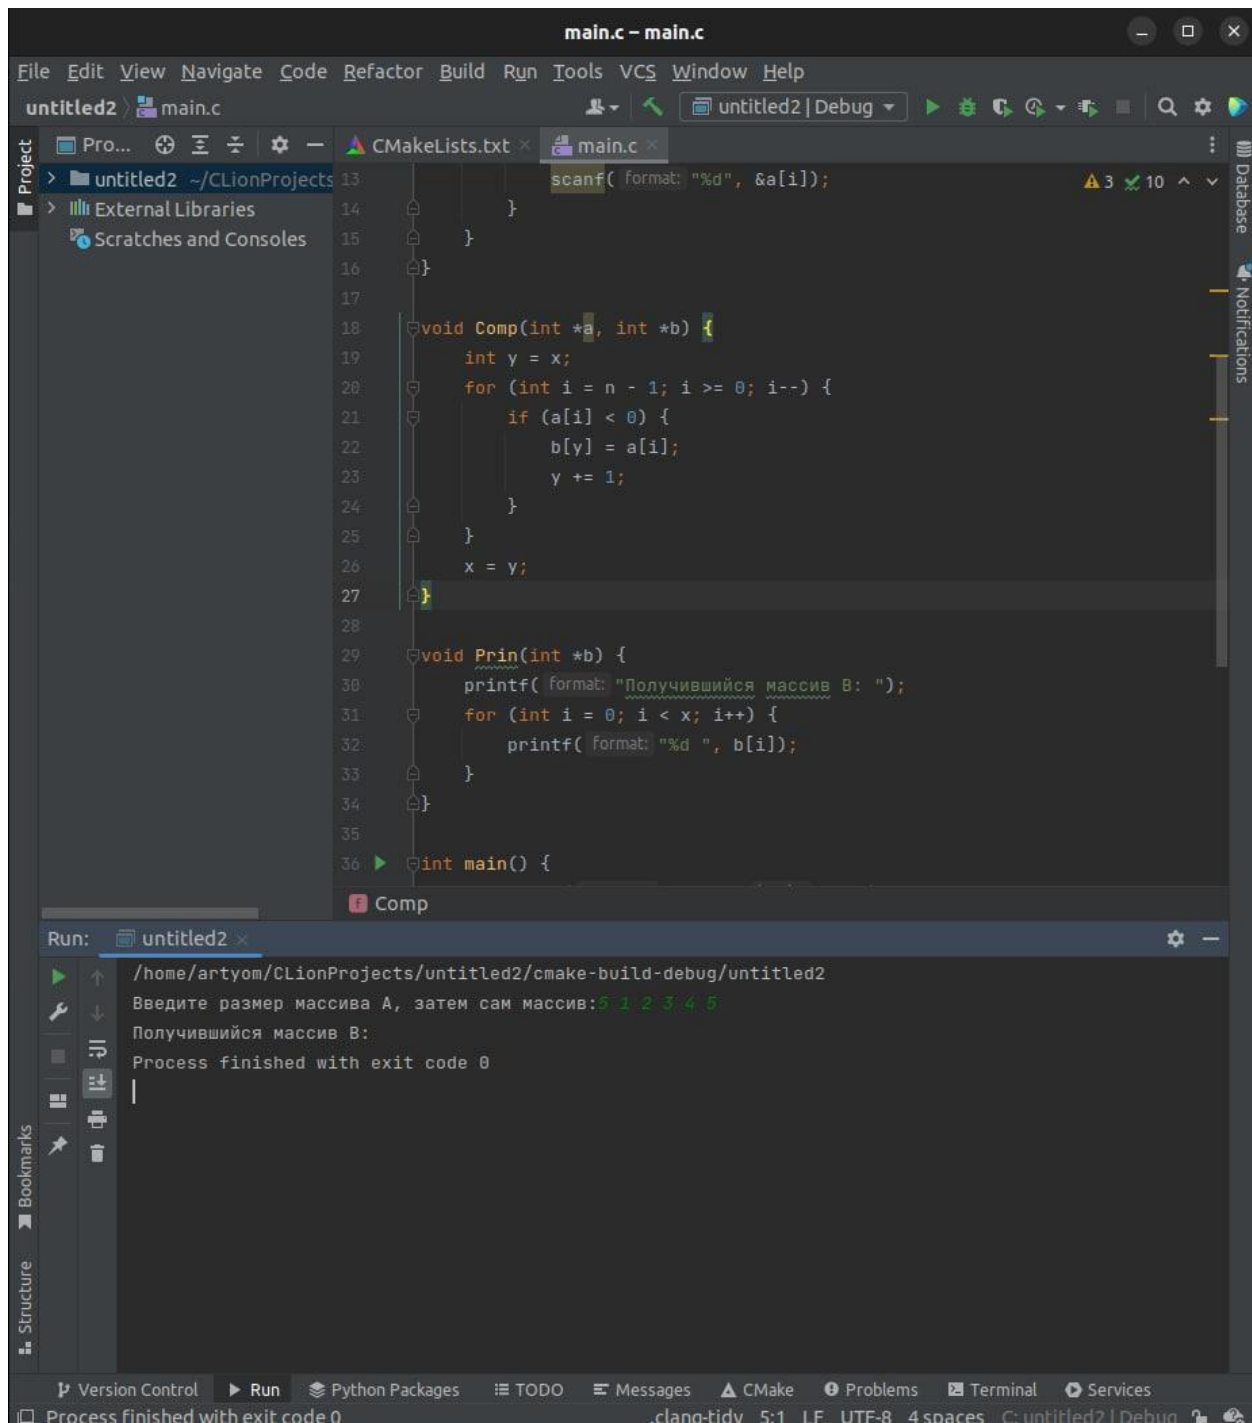 main.c – main.c
File Edit View Navigate Code Refactor Build Run Tools VCS Window Help
untitled2 main.c untitled2 | Debug
Project
Pro... CMakeLists.txt main.c
untitled2 ~/CLionProjects
External Libraries
Scratches and Consoles
13 scanf( format: "%d", &a[i]); 3 10
14 }
15 }
16 }
17
18 void Comp(int *a, int *b) {
19 int y = x;
20 for (int i = n - 1; i >= 0; i--) {
21 if (a[i] < 0) {
22 b[y] = a[i];
23 y += 1;
24 }
25 }
26 x = y;
27 }
28
29 void Prin(int *b) {
30 printf( format: "Получившийся массив B: ");
31 for (int i = 0; i < x; i++) {
32 printf( format: "%d ", b[i]);
33 }
34 }
35
36 int main() {
f Comp
Database
Notifications
Run: untitled2
/home/artyom/CLionProjects/untitled2/cmake-build-debug/untitled2
Введите размер массива A, затем сам массив:5 1 2 3 4 5
Получившийся массив B:
Process finished with exit code 0
Bookmarks
Structure
Version Control Run Python Packages TODO Messages CMake Problems Terminal Services
Process finished with exit code 0 .clang-tidy 5:1 LF UTF-8 4 spaces C: untitled2 | Debug